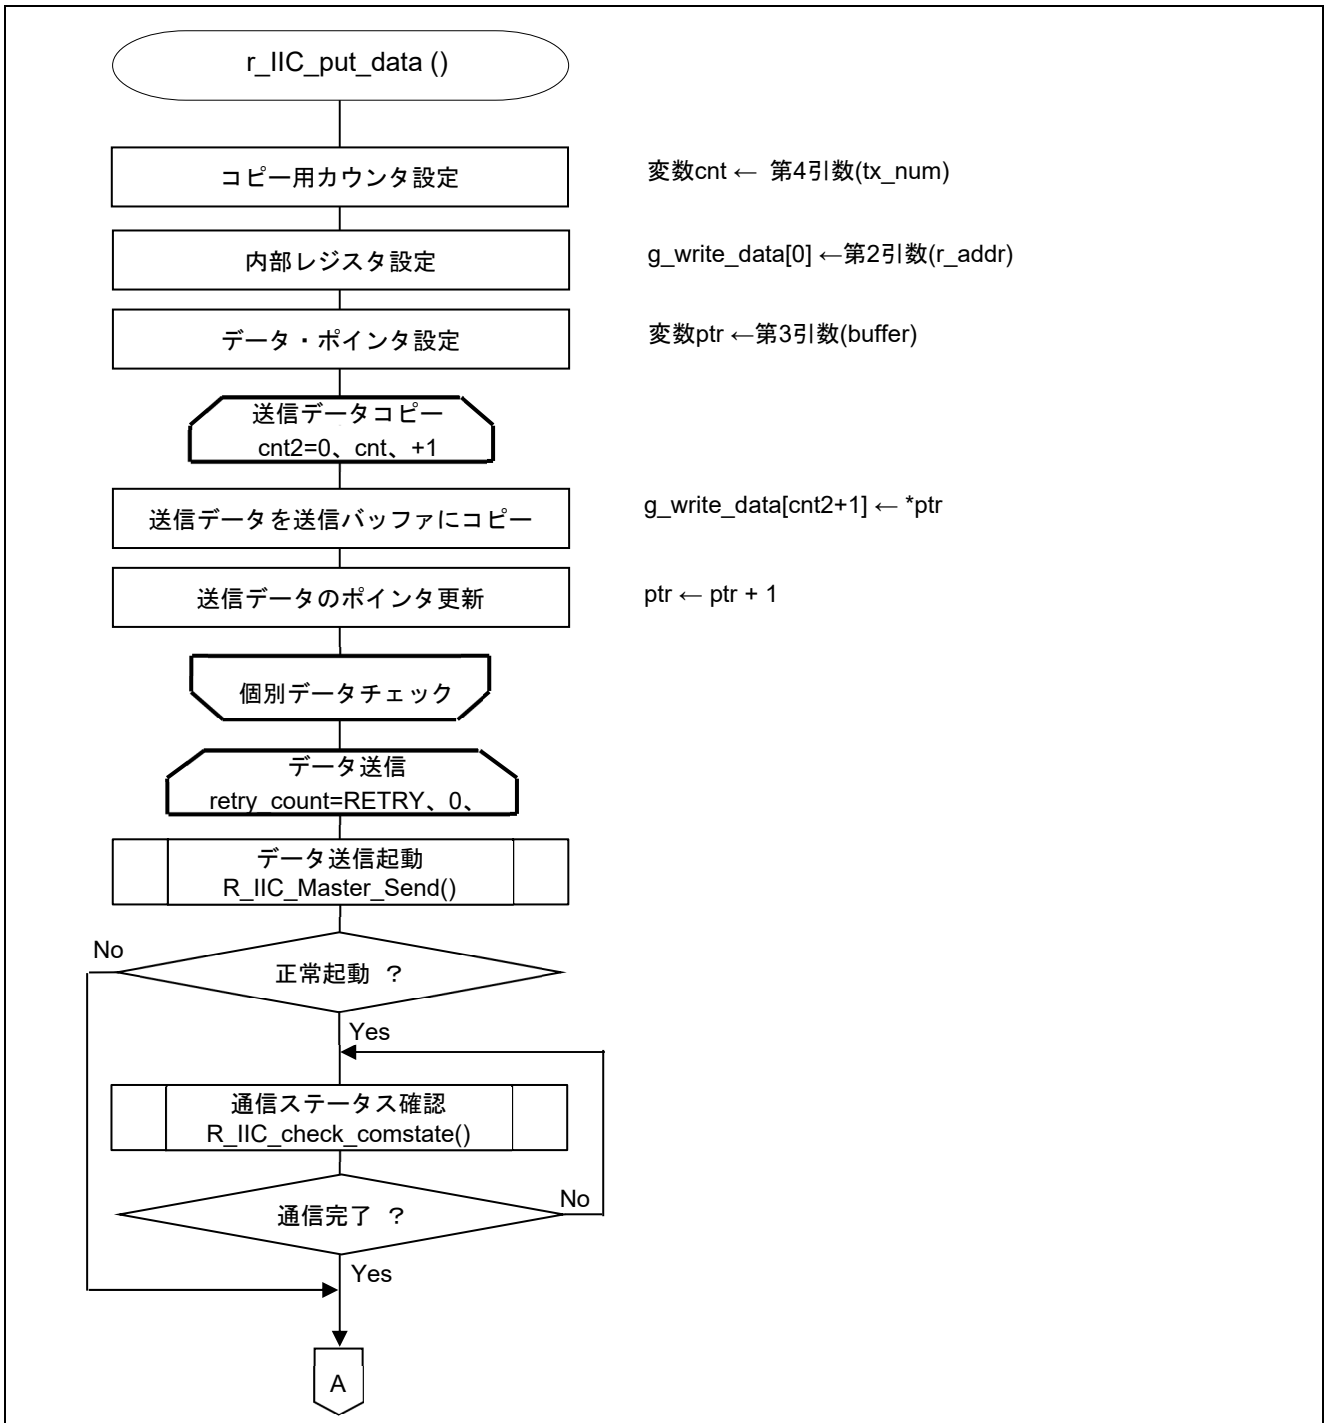 r_IIC_put_data ()
コピー用カウンタ設定
変数cnt ← 第4引数(tx_num)
内部レジスタ設定
g_write_data[0] ←第2引数(r_addr)
データ・ポインタ設定
変数ptr ←第3引数(buffer)
送信データコピー
cnt2=0、cnt、+1
送信データを送信バッファにコピー
g_write_data[cnt2+1] ← *ptr
送信データのポインタ更新
ptr ← ptr + 1
個別データチェック
データ送信
retry_count=RETRY、0、
データ送信起動
R_IIC_Master_Send()
No
正常起動 ？
Yes
通信ステータス確認
R_IIC_check_comstate()
No
通信完了 ？
Yes
A